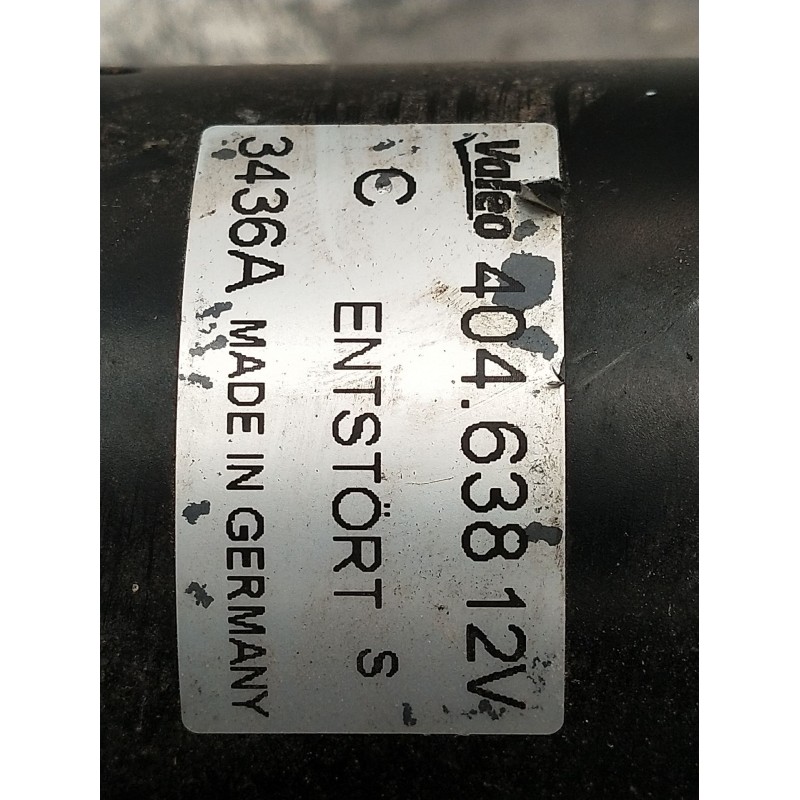 Valeo 404.638 12V
C ENTSTÖRT S
3436A MADE IN GERMANY